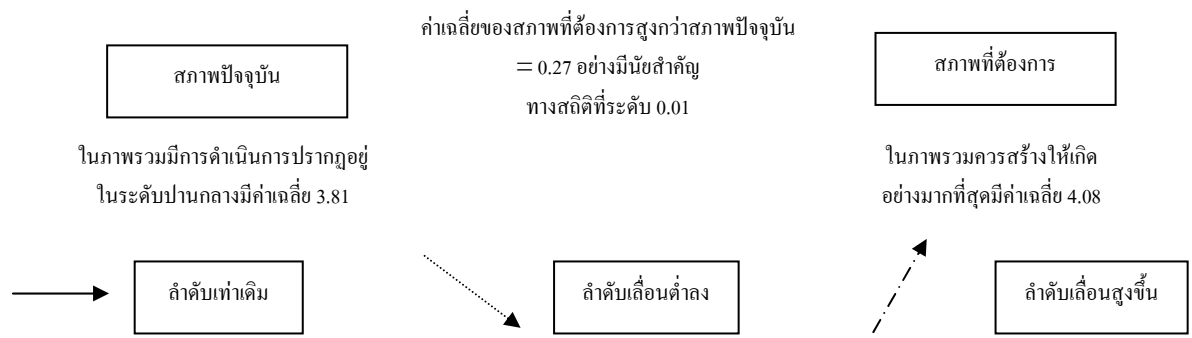 ค่าเฉลี่ยของสภาพที่ต้องการสูงกว่าสภาพปัจจุบัน
= 0.27 อย่างมีนัยสำคัญ
ทางสถิติที่ระดับ 0.01
สภาพปัจจุบัน
สภาพที่ต้องการ
ในภาพรวมมีการดำเนินการปรากฏอยู่
ในระดับปานกลางมีค่าเฉลี่ย 3.81
ในภาพรวมควรสร้างให้เกิด
อย่างมากที่สุดมีค่าเฉลี่ย 4.08
ลำดับเท่าเดิม
ลำดับเลื่อนต่ำลง
ลำดับเลื่อนสูงขึ้น